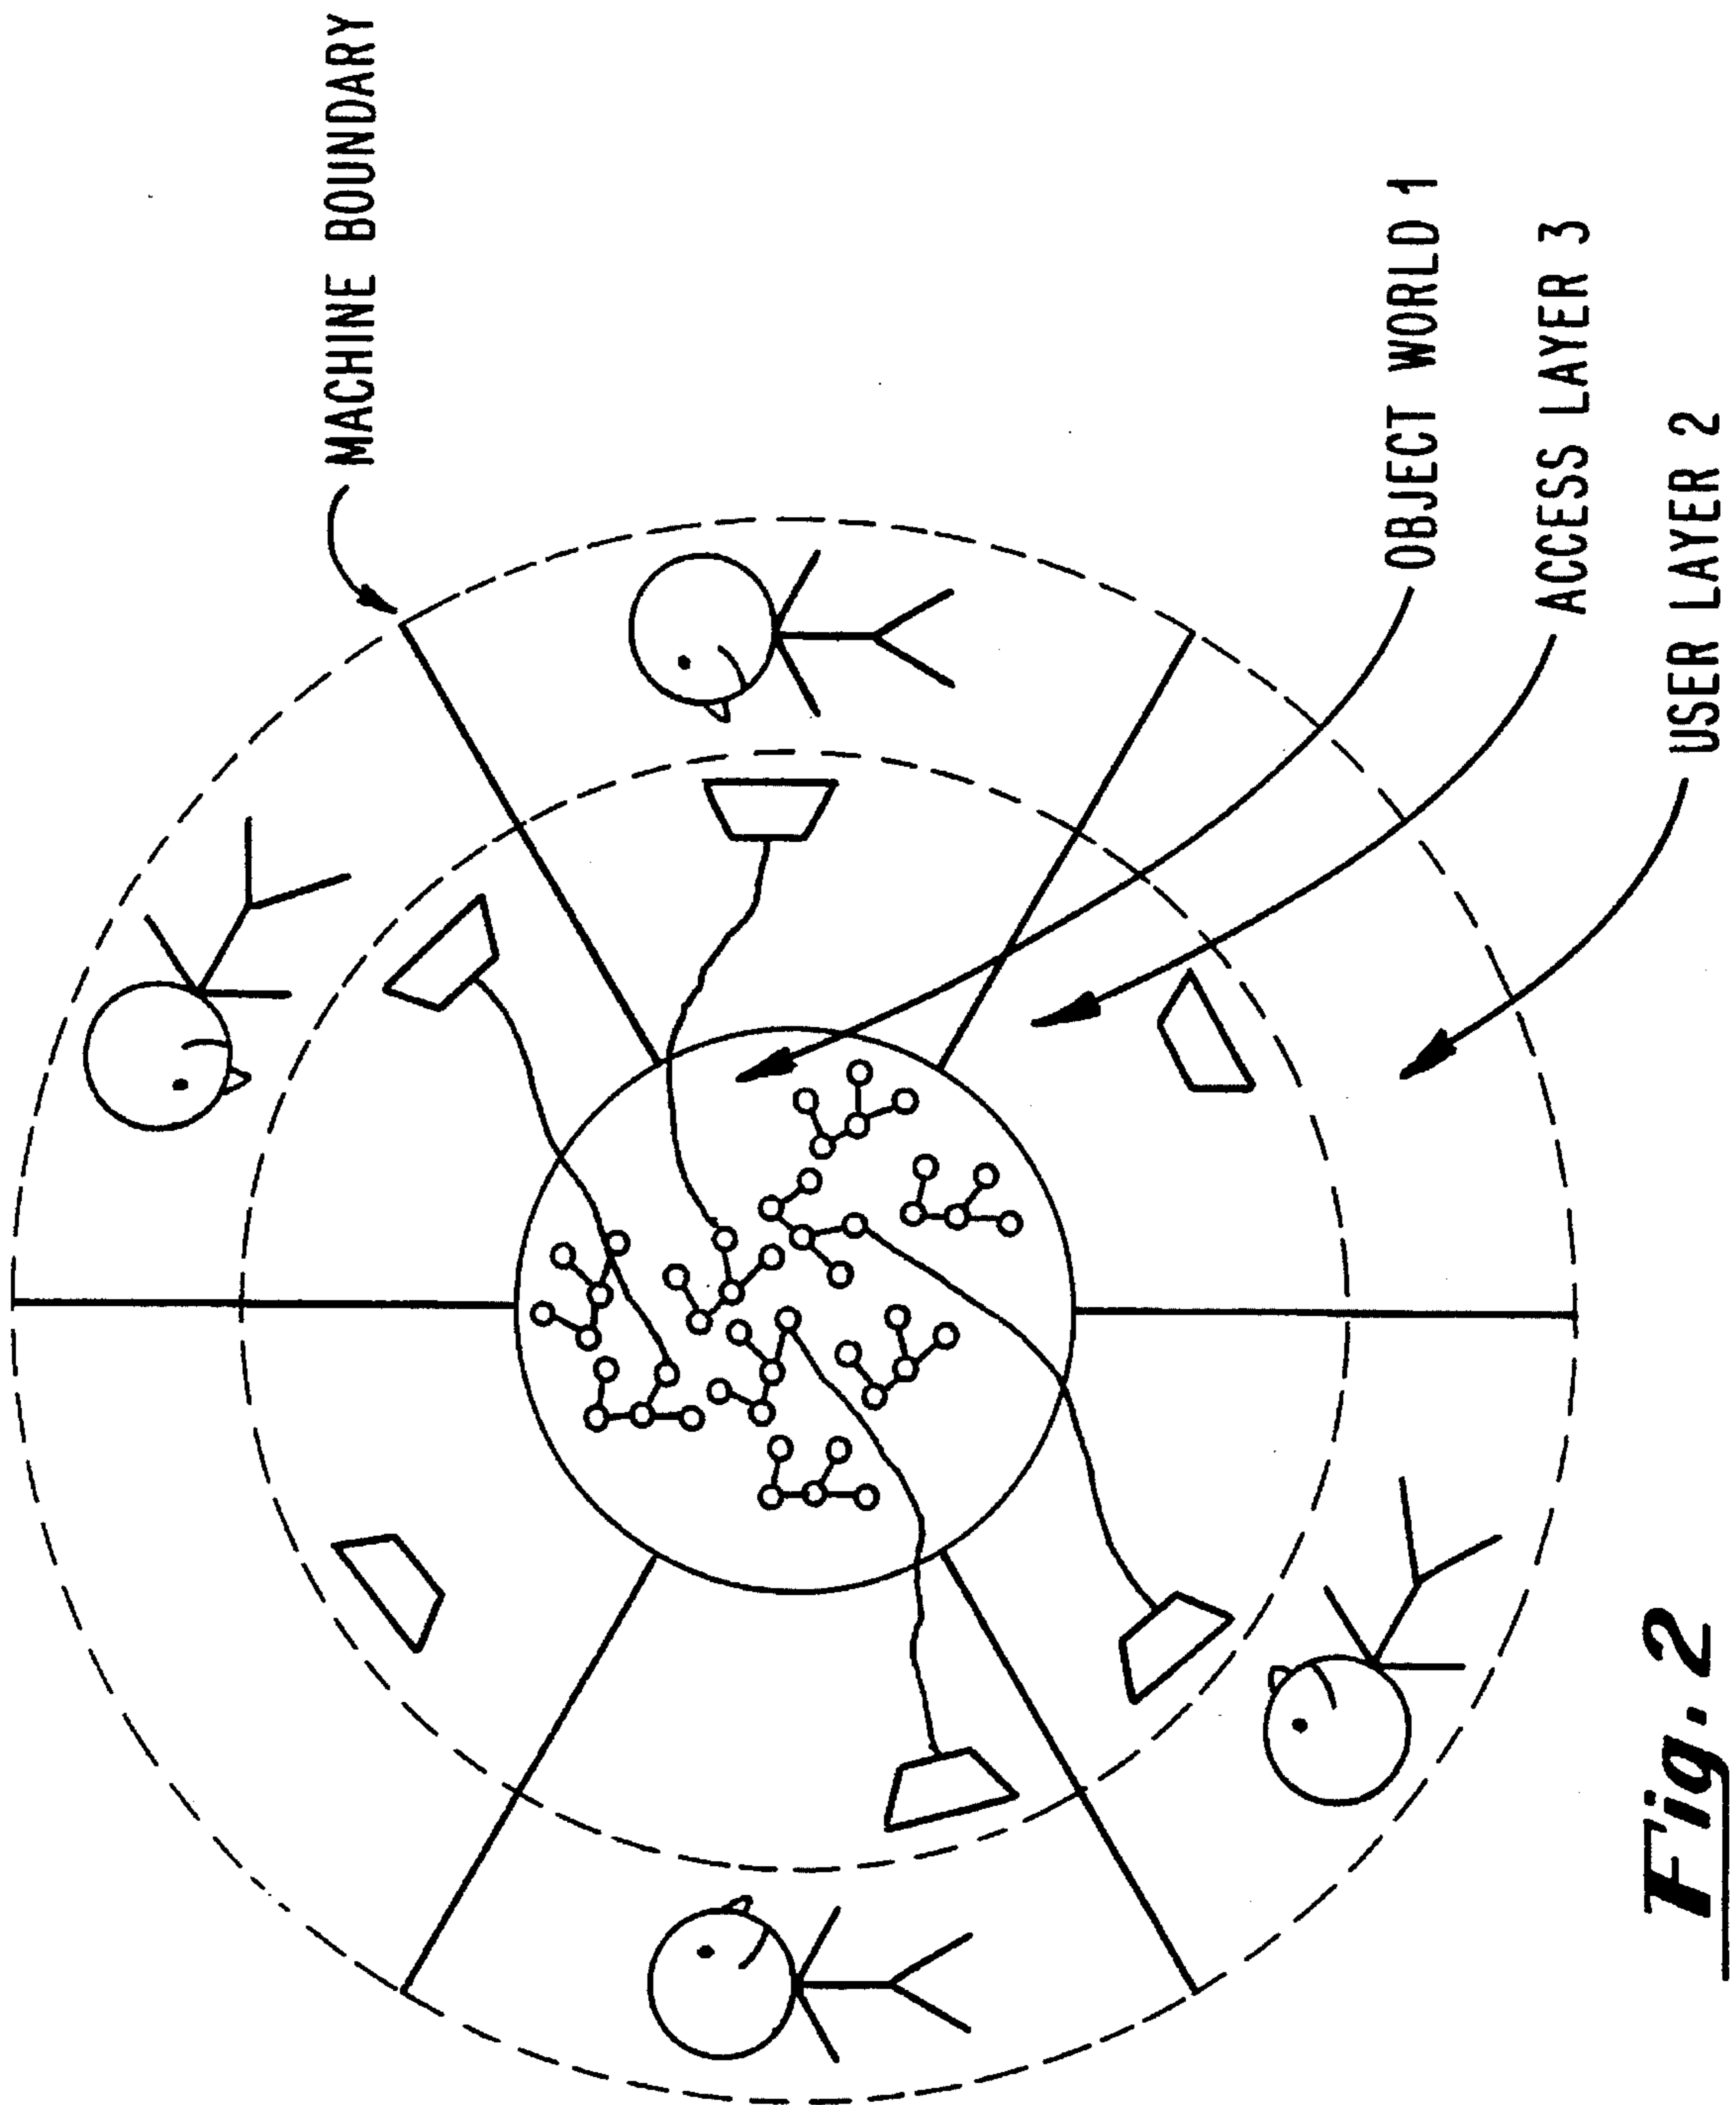 MACHINE BOUNDARY
OBJECT WORLD 1
ACCESS LAYER 3
USER LAYER 2
Fig. 2